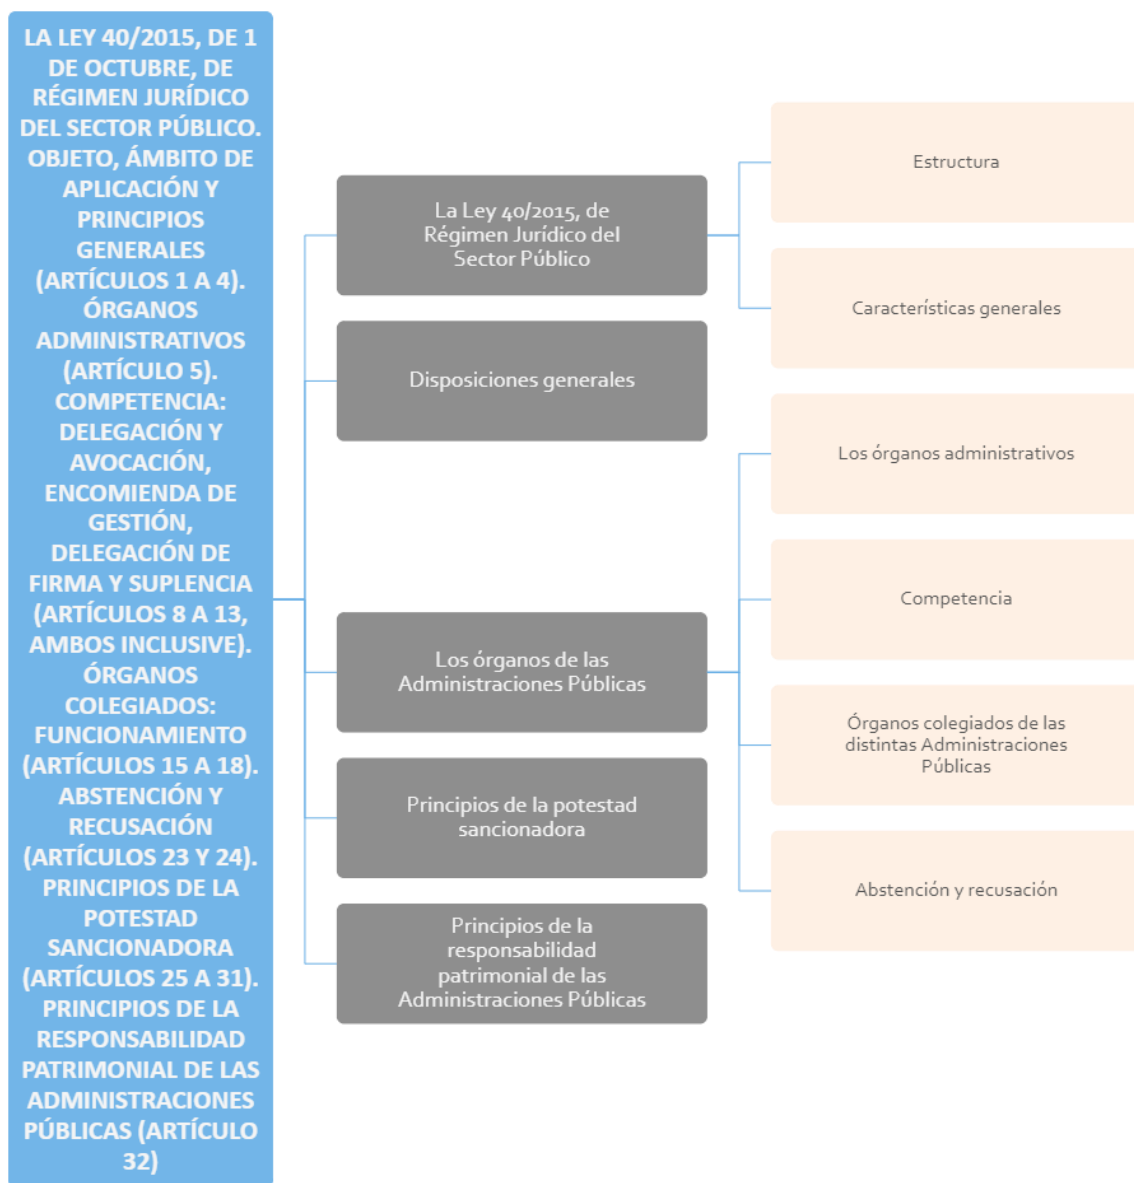 LA LEY 40/2015, DE 1
DE OCTUBRE, DE
RÉGIMEN JURÍDICO
DEL SECTOR PÚBLICO.
OBJETO, ÁMBITO DE
APLICACIÓN Y
PRINCIPIOS
GENERALES
(ARTÍCULOS 1 A 4).
ÓRGANOS
ADMINISTRATIVOS
(ARTÍCULO 5).
COMPETENCIA:
DELEGACIÓN Y
AVOCACIÓN,
ENCOMIENDA DE
GESTIÓN,
DELEGACIÓN DE
FIRMA Y SUPLENCIA
(ARTÍCULOS 8 A 13,
AMBOS INCLUSIVE).
ÓRGANOS
COLEGIADOS:
FUNCIONAMIENTO
(ARTÍCULOS 15 A 18).
ABSTENCIÓN Y
RECUSACIÓN
(ARTÍCULOS 23 Y 24).
PRINCIPIOS DE LA
POTESTAD
SANCIONADORA
(ARTÍCULOS 25 A 31).
PRINCIPIOS DE LA
RESPONSABILIDAD
PATRIMONIAL DE LAS
ADMINISTRACIONES
PÚBLICAS (ARTÍCULO
32)
La Ley 40/2015, de
Régimen Jurídico del
Sector Público
Estructura
Características generales
Disposiciones generales
Los órganos de las
Administraciones Públicas
Los órganos administrativos
Competencia
Órganos colegiados de las
distintas Administraciones
Públicas
Abstención y recusación
Principios de la potestad
sancionadora
Principios de la
responsabilidad
patrimonial de las
Administraciones Públicas